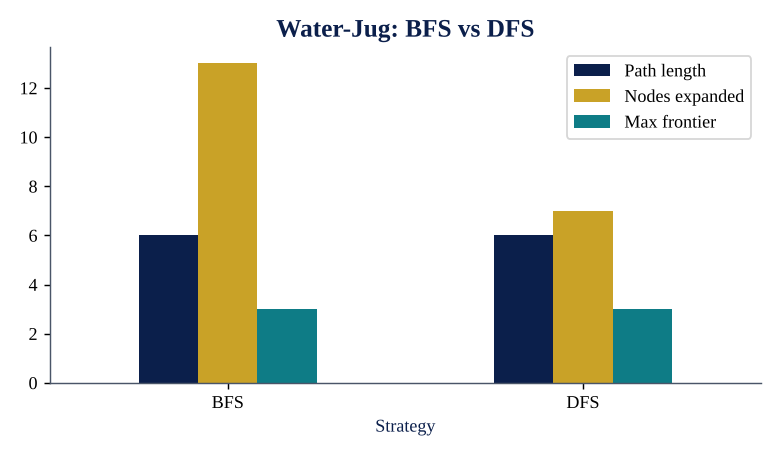 Water-Jug: BFS vs DFS
Path length
Nodes expanded
Max frontier
12
10
8
6
4
2
0
BFS DFS
Strategy